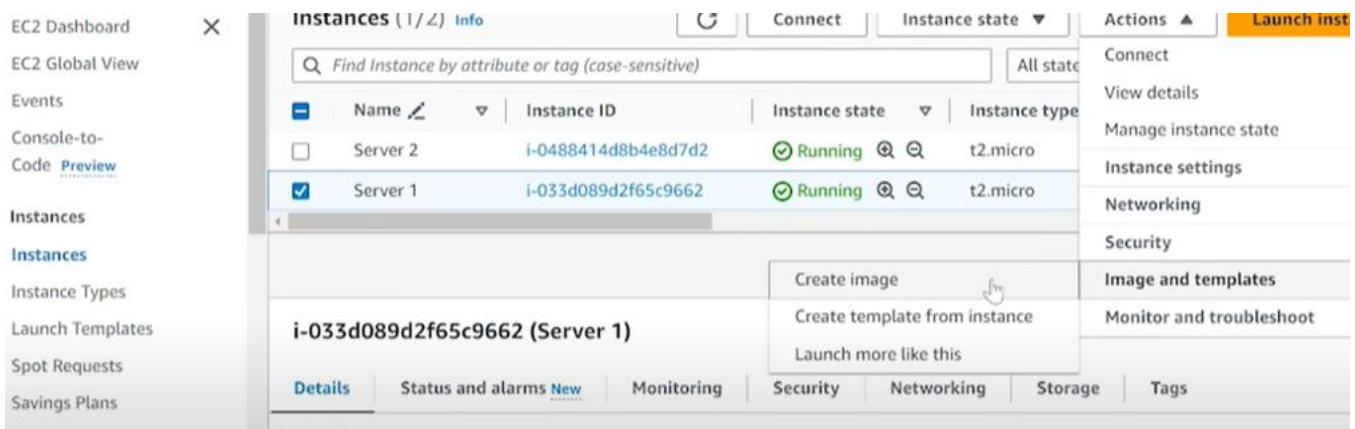 EC2 Dashboard
EC2 Global View
Events
Console-to-
Code Preview
Instances
Instances
Instance Types
Launch Templates
Spot Requests
Savings Plans
Instances (1/2) Info
Connect
Instance state
Actions
Launch inst
Find Instance by attribute or tag (case-sensitive)
All state
Name Instance ID Instance state Instance type
Server 2 i-0488414d8b4e8d7d2 Running t2.micro
Server 1 i-033d089d2f65c9662 Running t2.micro
Connect
View details
Manage instance state
Instance settings
Networking
Security
Image and templates
Monitor and troubleshoot
Create image
Create template from instance
Launch more like this
i-033d089d2f65c9662 (Server 1)
Details Status and alarms New Monitoring Security Networking Storage Tags